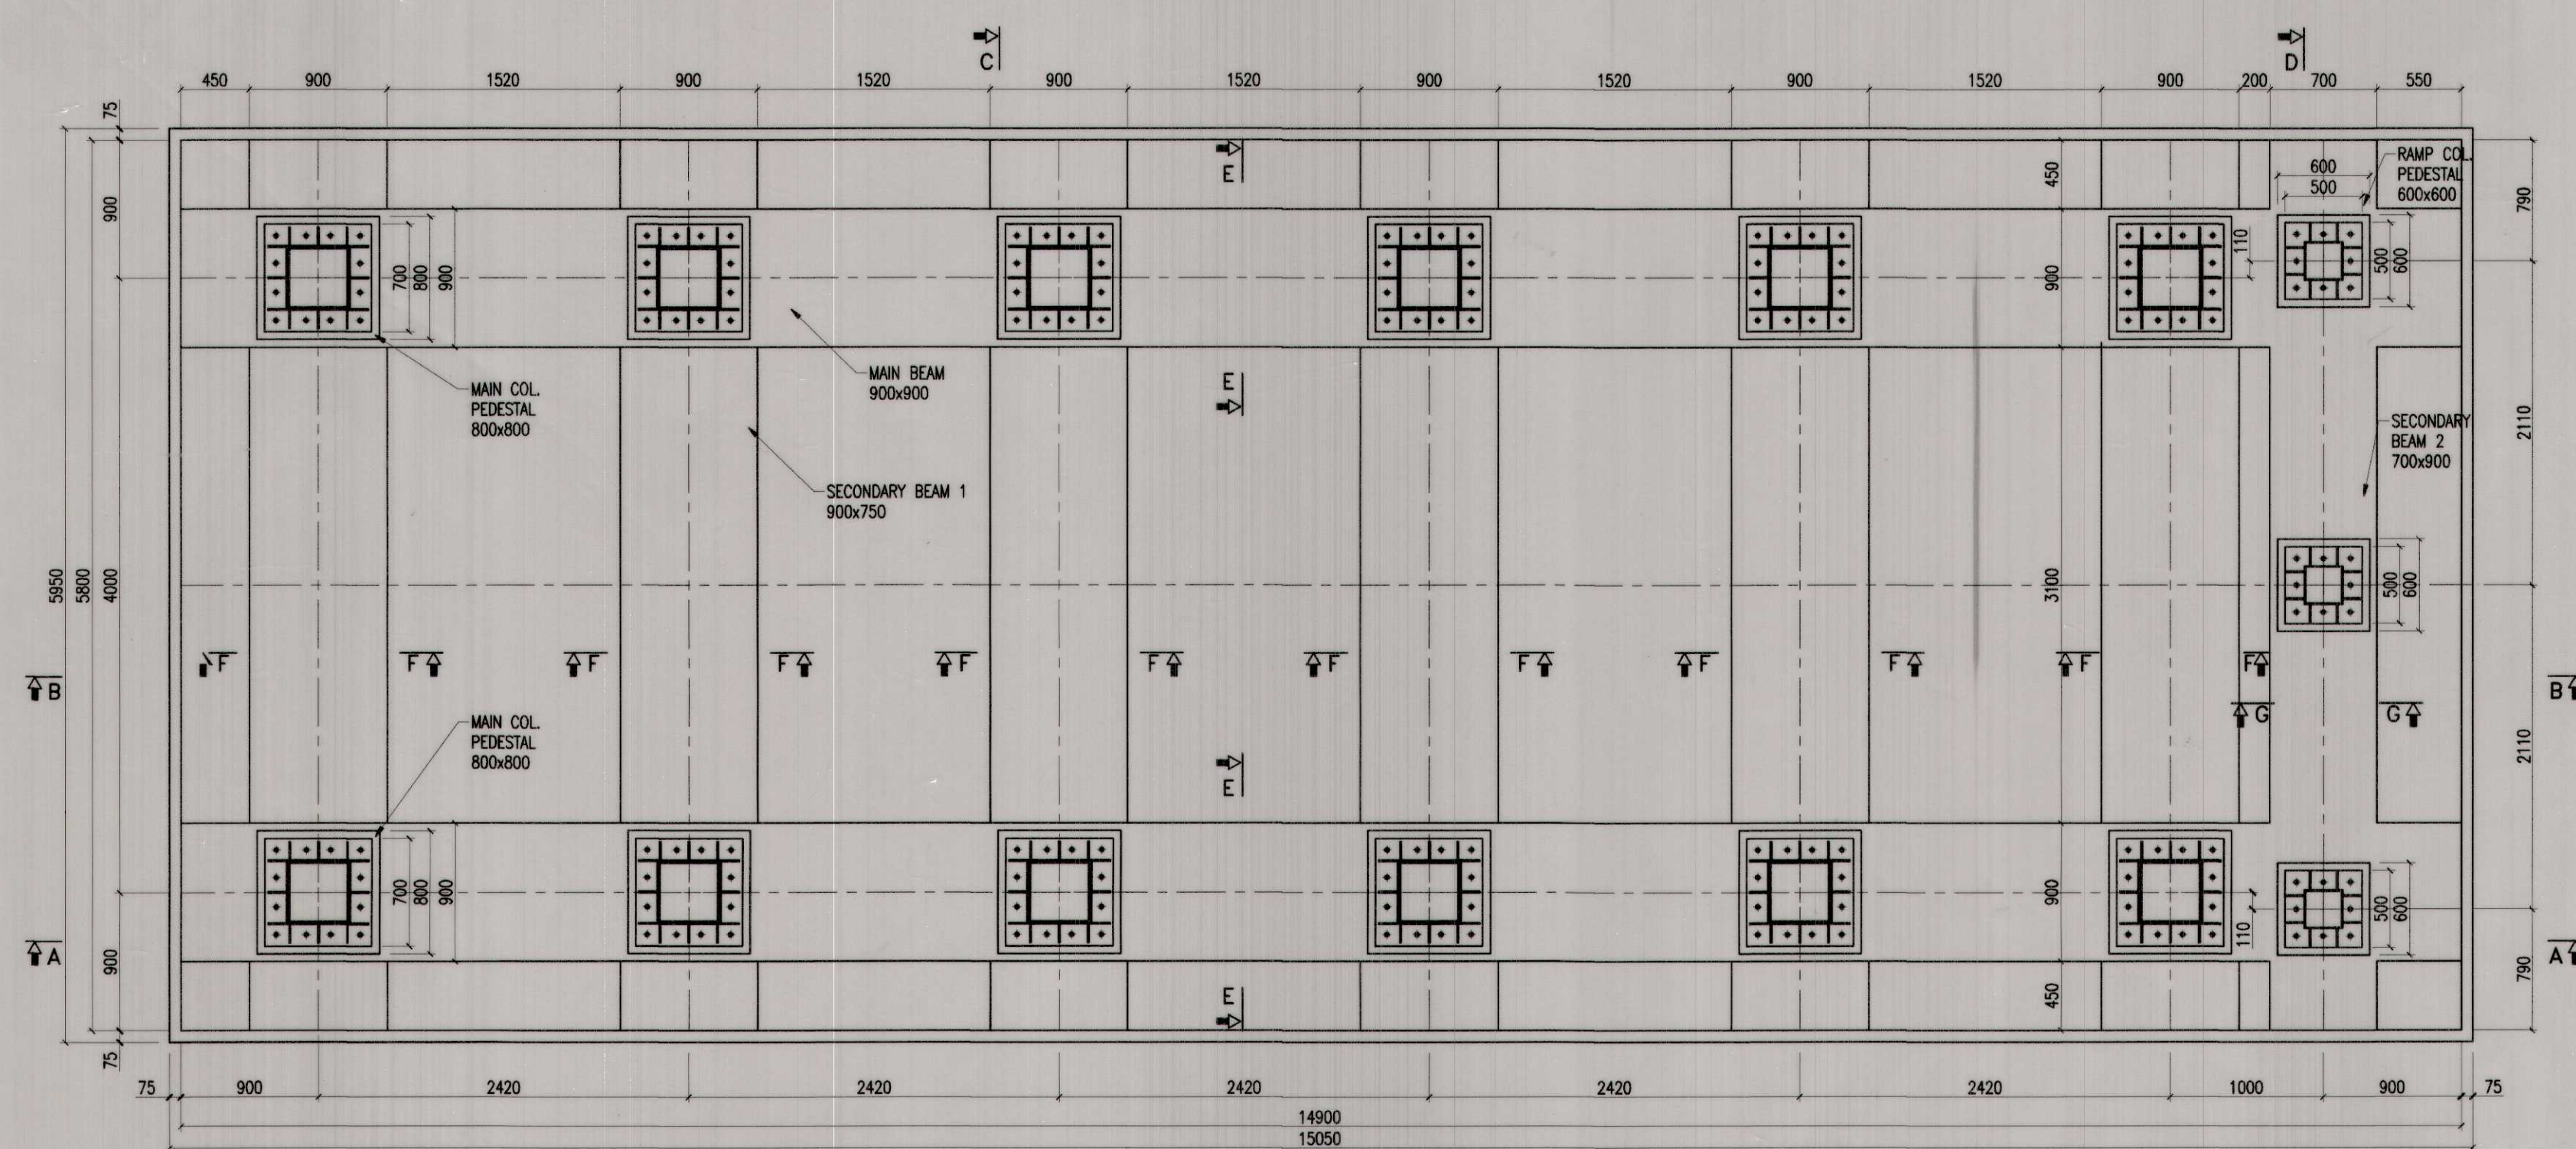 C
D
450 900 1520 900 1520 900 1520 900 1520 900 1520 900 200 700 550
75
E
450
600
500
RAMP COL.
PEDESTAL
600x600
900
790
700 800 900
900
110
500 600
MAIN BEAM
900x900
E
MAIN COL.
PEDESTAL
800x800
SECONDARY BEAM 1
900x750
SECONDARY
BEAM 2
700x900
2110
5950 5800 4000
3100
500 600
F F F F F F F F F F F F
B B
G G
MAIN COL.
PEDESTAL
800x800
E
2110
700 800 900
900
110
500 600
A A
900
E
450
790
75
75 900 2420 2420 2420 2420 2420 1000 900 75
14900
15050